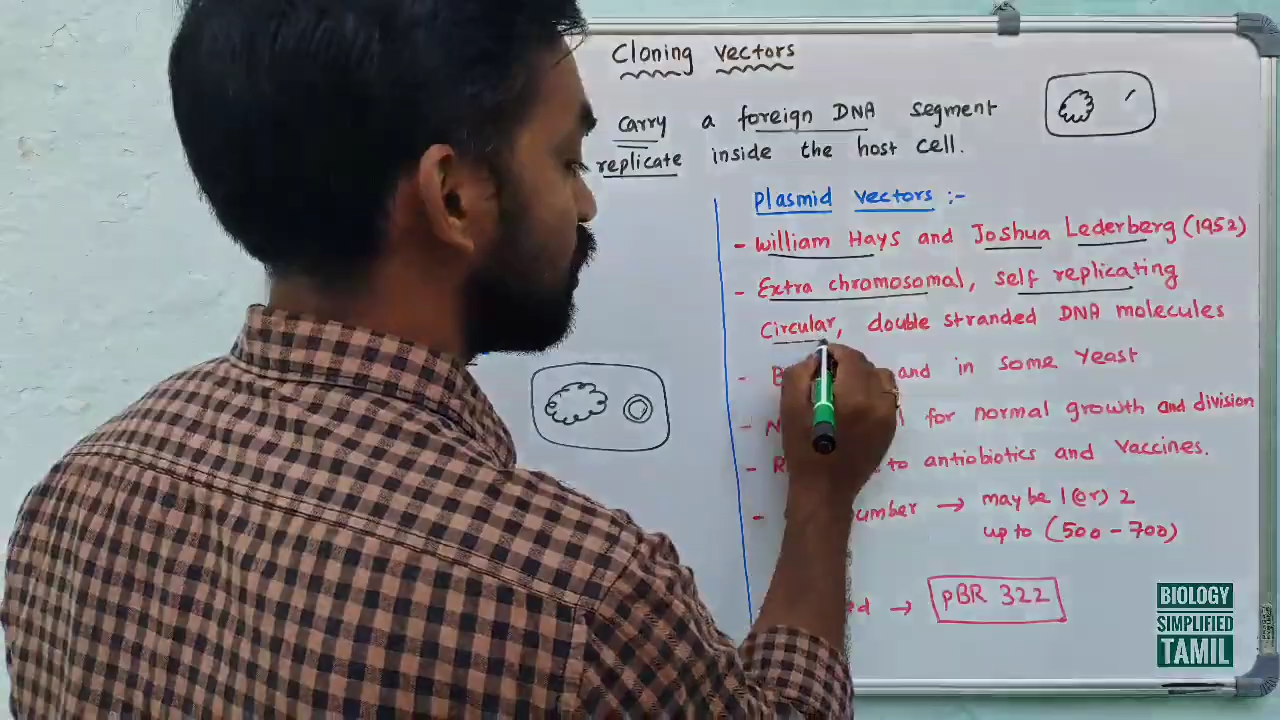 Cloning vectors
carry a foreign DNA segment
replicate inside the host cell.
Plasmid vectors :-
- William Hays and Joshua Lederberg (1952)
- Extra chromosomal, self replicating
Circular, double stranded DNA molecules
- and in some yeast
- for normal growth and division
- to antiobiotics and vaccines.
- → may be 1 (or) 2
up to (500 - 700)
→ pBR 322
BIOLOGY
SIMPLIFIED
TAMIL